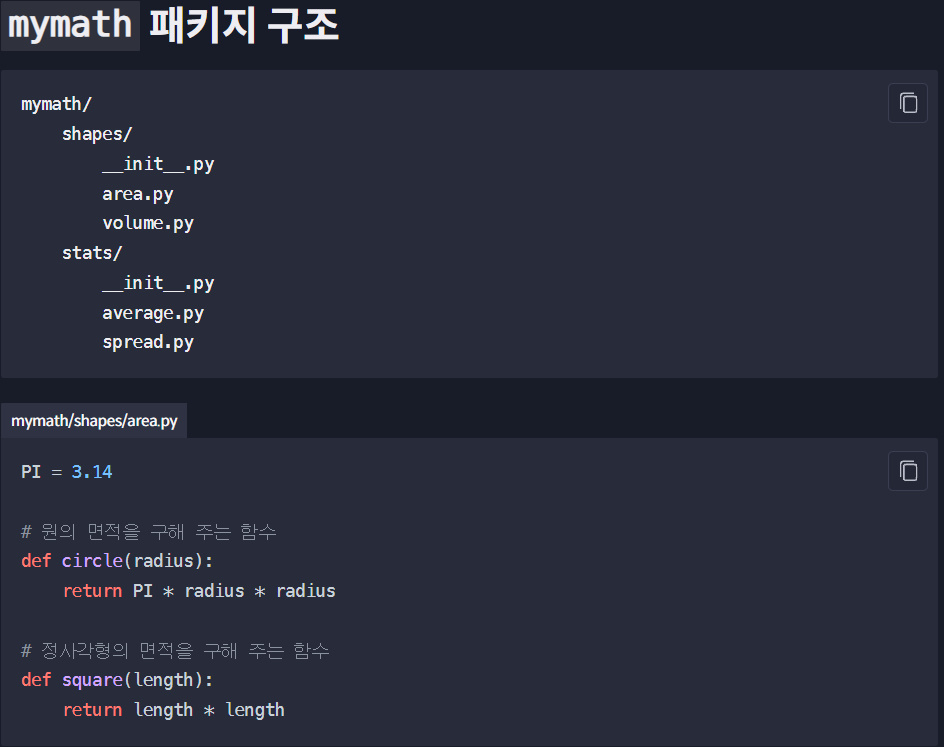 mymath 패키지 구조
mymath/
    shapes/
        __init__.py
        area.py
        volume.py
    stats/
        __init__.py
        average.py
        spread.py
mymath/shapes/area.py
PI = 3.14
# 원의 면적을 구해 주는 함수
def circle(radius):
    return PI * radius * radius
# 정사각형의 면적을 구해 주는 함수
def square(length):
    return length * length